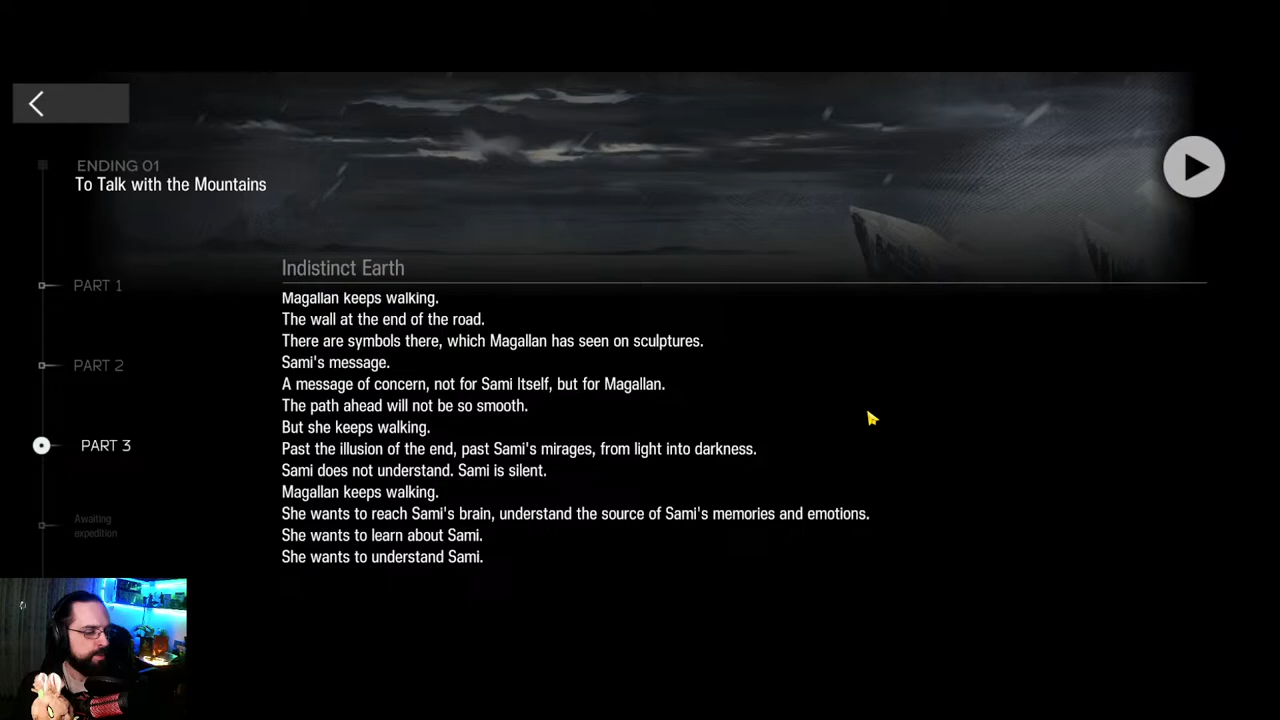 ENDING 01
To Talk with the Mountains
PART 1
PART 2
PART 3
Awaiting
expedition
Indistinct Earth
Magallan keeps walking.
The wall at the end of the road.
There are symbols there, which Magallan has seen on sculptures.
Sami's message.
A message of concern, not for Sami Itself, but for Magallan.
The path ahead will not be so smooth.
But she keeps walking.
Past the illusion of the end, past Sami's mirages, from light into darkness.
Sami does not understand. Sami is silent.
Magallan keeps walking.
She wants to reach Sami's brain, understand the source of Sami's memories and emotions.
She wants to learn about Sami.
She wants to understand Sami.